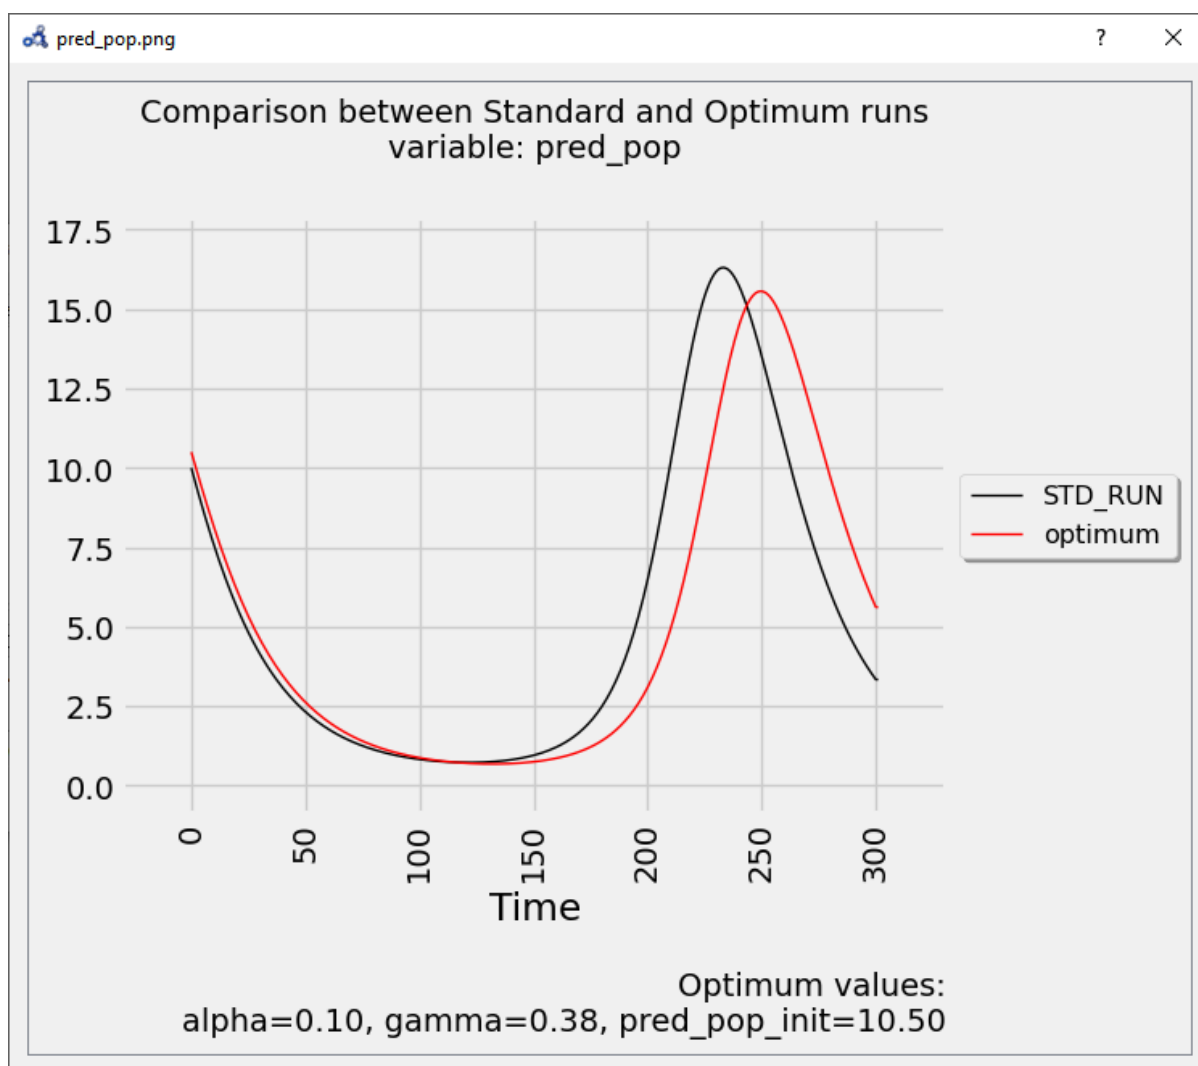 pred_pop.png
?
Comparison between Standard and Optimum runs
variable: pred_pop
17.5
15.0
12.5
10.0
7.5
5.0
2.5
0.0
0
50
100
150
200
250
300
Time
STD_RUN
optimum
Optimum values:
alpha=0.10, gamma=0.38, pred_pop_init=10.50